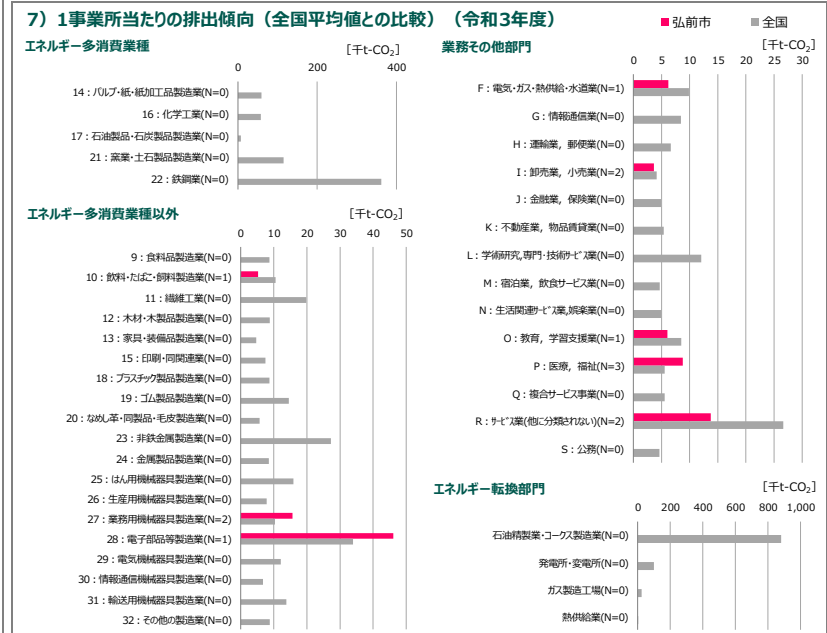 7）1事業所当たりの排出傾向（全国平均値との比較）（令和3年度）
弘前市 全国
エネルギー多消費業種
[千t-CO₂]
0 200 400
14：パルプ・紙・紙加工品製造業(N=0)
16：化学工業(N=0)
17：石油製品・石炭製品製造業(N=0)
21：窯業・土石製品製造業(N=0)
22：鉄鋼業(N=0)
エネルギー多消費業種以外
[千t-CO₂]
0 10 20 30 40 50
9：食料品製造業(N=0)
10：飲料・たばこ・飼料製造業(N=1)
11：繊維工業(N=0)
12：木材・木製品製造業(N=0)
13：家具・装備品製造業(N=0)
15：印刷・同関連業(N=0)
18：プラスチック製品製造業(N=0)
19：ゴム製品製造業(N=0)
20：なめし革・同製品・毛皮製造業(N=0)
23：非鉄金属製造業(N=0)
24：金属製品製造業(N=0)
25：はん用機械器具製造業(N=0)
26：生産用機械器具製造業(N=0)
27：業務用機械器具製造業(N=2)
28：電子部品等製造業(N=1)
29：電気機械器具製造業(N=0)
30：情報通信機械器具製造業(N=0)
31：輸送用機械器具製造業(N=0)
32：その他の製造業(N=0)
業務その他部門
[千t-CO₂]
0 5 10 15 20 25 30
F：電気・ガス・熱供給・水道業(N=1)
G：情報通信業(N=0)
H：運輸業，郵便業(N=0)
I：卸売業，小売業(N=2)
J：金融業，保険業(N=0)
K：不動産業，物品賃貸業(N=0)
L：学術研究,専門・技術サービス業(N=0)
M：宿泊業，飲食サービス業(N=0)
N：生活関連サービス業,娯楽業(N=0)
O：教育，学習支援業(N=1)
P：医療，福祉(N=3)
Q：複合サービス事業(N=0)
R：サービス業(他に分類されない)(N=2)
S：公務(N=0)
エネルギー転換部門
[千t-CO₂]
0 200 400 600 800 1,000
石油精製業・コークス製造業(N=0)
発電所・変電所(N=0)
ガス製造工場(N=0)
熱供給業(N=0)